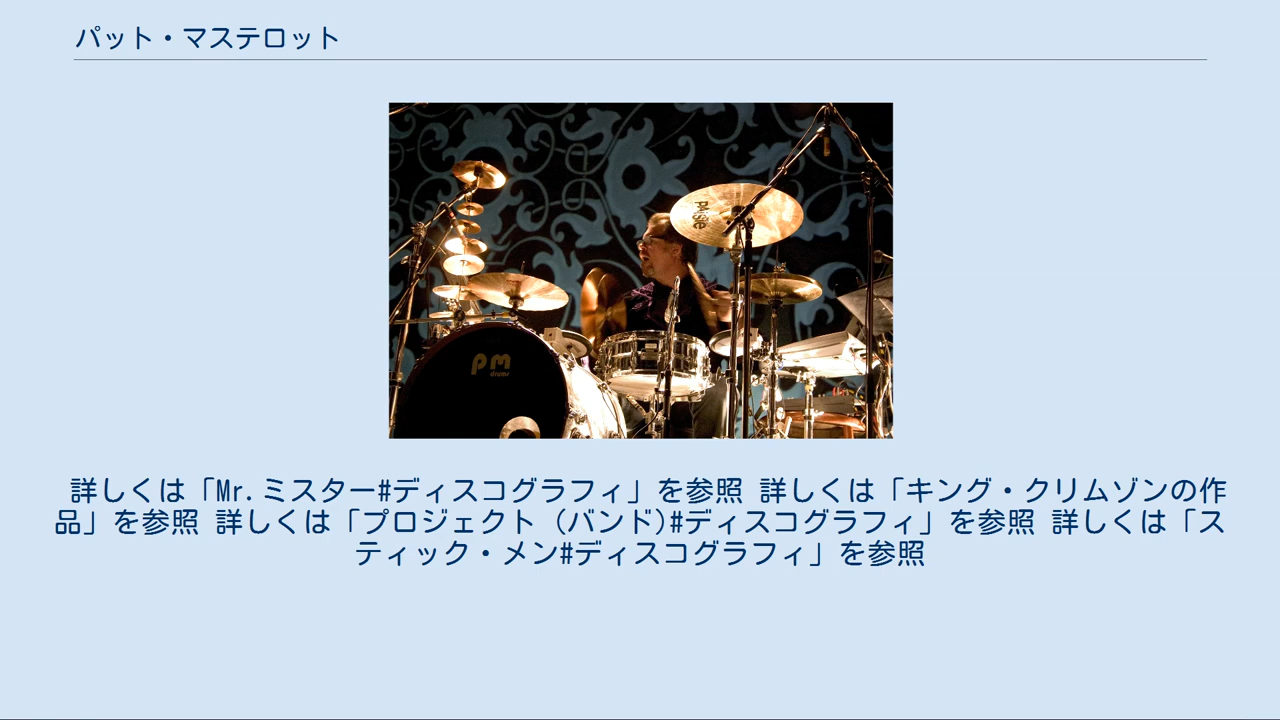 パット・マステロット
PAiSTe
pm
drums
詳しくは「Mr.ミスター#ディスコグラフィ」を参照 詳しくは「キング・クリムゾンの作
品」を参照 詳しくは「プロジェクト (バンド)#ディスコグラフィ」を参照 詳しくは「ス
ティック・メン#ディスコグラフィ」を参照